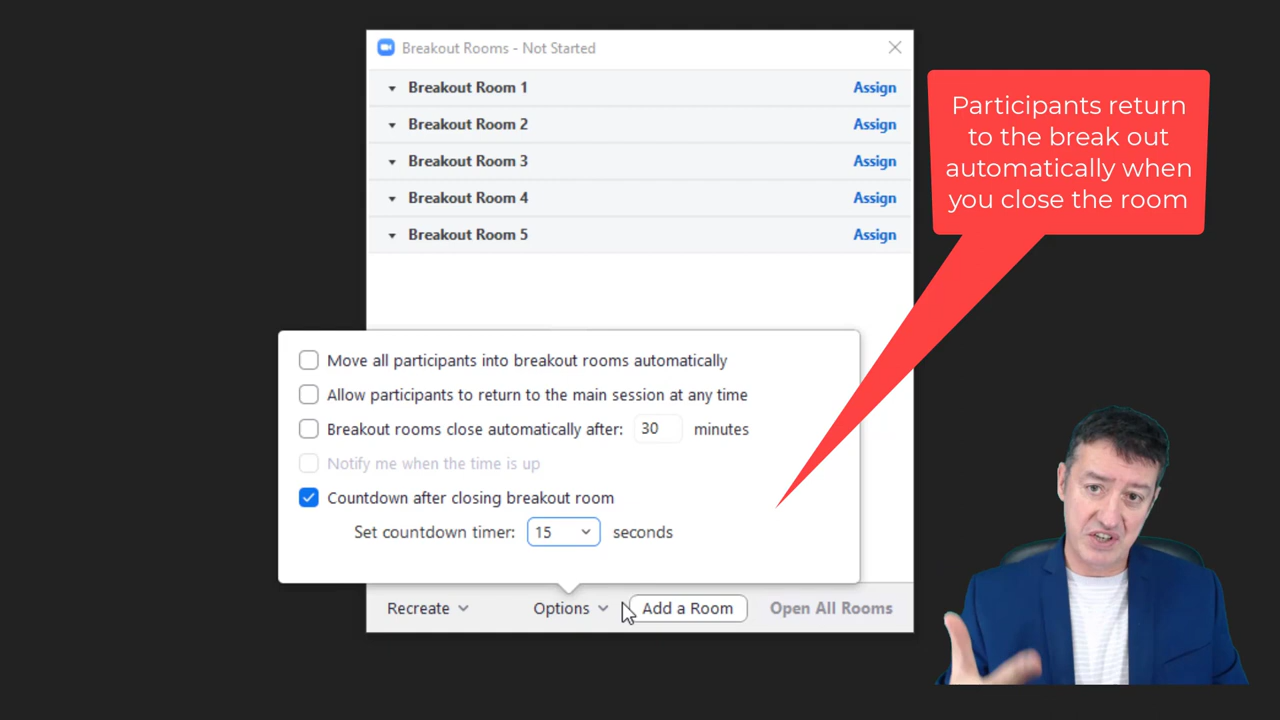 Breakout Rooms - Not Started
Breakout Room 1 Assign
Breakout Room 2 Assign
Breakout Room 3 Assign
Breakout Room 4 Assign
Breakout Room 5 Assign
Participants return
to the break out
automatically when
you close the room
Move all participants into breakout rooms automatically
Allow participants to return to the main session at any time
Breakout rooms close automatically after: 30 minutes
Notify me when the time is up
Countdown after closing breakout room
Set countdown timer: 15 seconds
Recreate Options Add a Room Open All Rooms